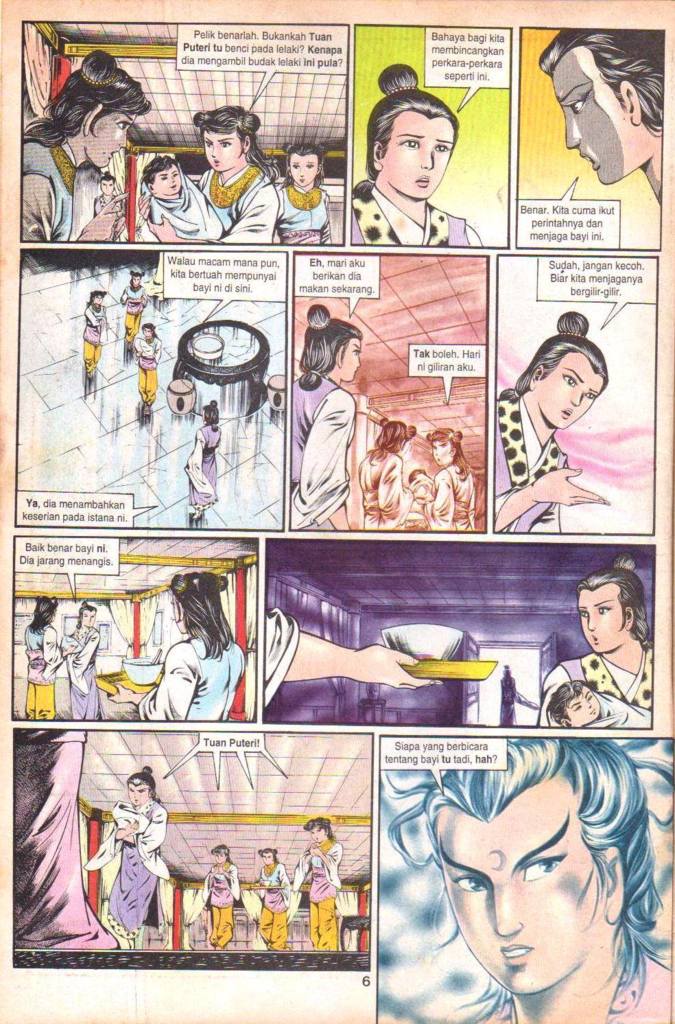 Pelik benarlah. Bukankah Tuan
Puteri tu benci pada lelaki? Kenapa
dia mengambil budak lelaki ini pula?
Bahaya bagi kita
membincangkan
perkara-perkara
seperti ini.
Benar. Kita cuma ikut
perintahnya dan
menjaga bayi ini.
Walau macam mana pun,
kita bertuah mempunyai
bayi ni di sini.
Ya, dia menambahkan
keserian pada istana ni.
Eh, mari aku
berikan dia
makan sekarang.
Tak boleh. Hari
ni giliran aku.
Sudah, jangan kecoh.
Biar kita menjaganya
bergilir-gilir.
Baik benar bayi ni.
Dia jarang menangis.
Tuan Puteri!
Siapa yang berbicara
tentang bayi tu tadi, hah?
6